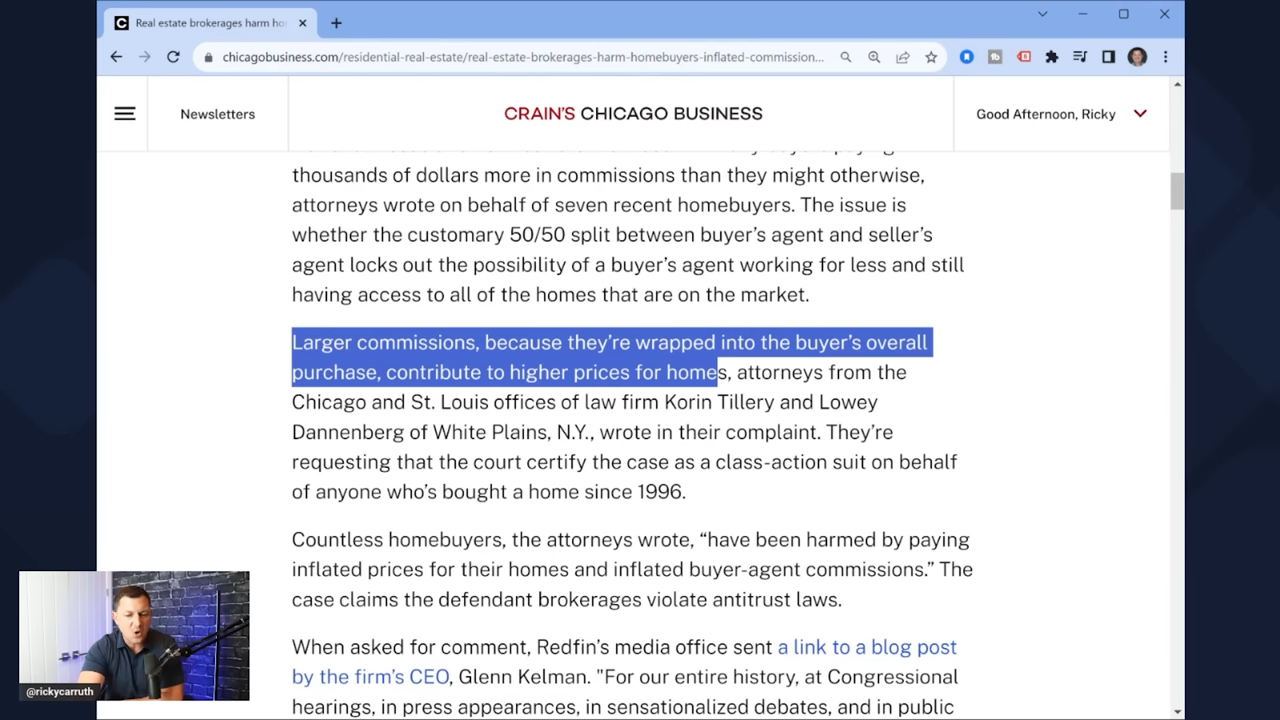 Real estate brokerages harm ho
chicagobusiness.com/residential-real-estate/real-estate-brokerages-harm-homebuyers-inflated-commission...
Newsletters
CRAIN'S CHICAGO BUSINESS
Good Afternoon, Ricky
thousands of dollars more in commissions than they might otherwise,
attorneys wrote on behalf of seven recent homebuyers. The issue is
whether the customary 50/50 split between buyer's agent and seller's
agent locks out the possibility of a buyer's agent working for less and still
having access to all of the homes that are on the market.
Larger commissions, because they're wrapped into the buyer's overall
purchase, contribute to higher prices for homes, attorneys from the
Chicago and St. Louis offices of law firm Korin Tillery and Lowey
Dannenberg of White Plains, N.Y., wrote in their complaint. They're
requesting that the court certify the case as a class-action suit on behalf
of anyone who's bought a home since 1996.
Countless homebuyers, the attorneys wrote, “have been harmed by paying
inflated prices for their homes and inflated buyer-agent commissions.” The
case claims the defendant brokerages violate antitrust laws.
When asked for comment, Redfin's media office sent a link to a blog post
by the firm's CEO, Glenn Kelman. "For our entire history, at Congressional
hearings, in press appearances, in sensationalized debates, and in public
@rickycarruth